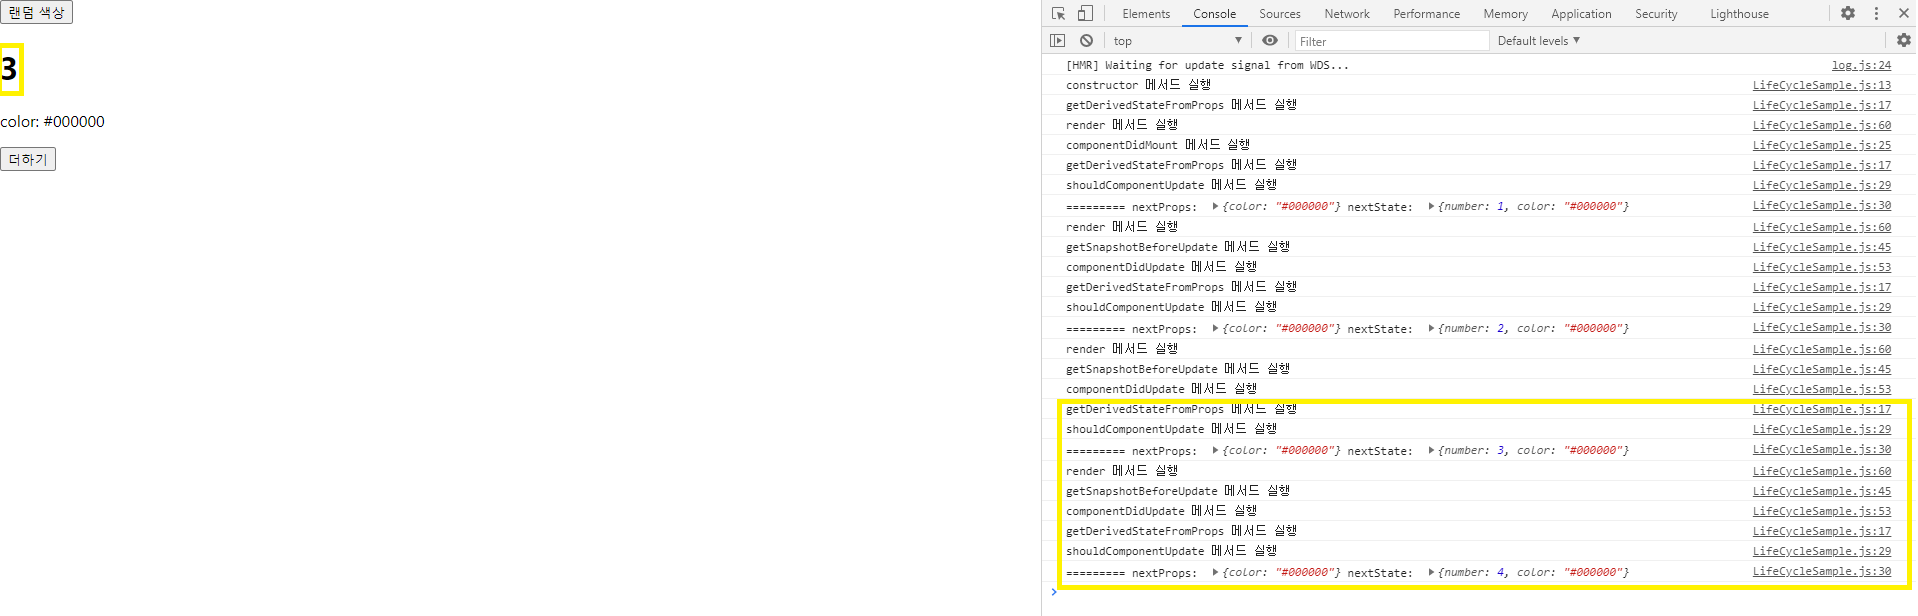 랜덤 색상
3
color: #000000
더하기
Elements Console Sources Network Performance Memory Application Security Lighthouse
top Filter Default levels
[HMR] Waiting for update signal from WDS... log.js:24
constructor 메서드 실행 LifeCycleSample.js:13
getDerivedStateFromProps 메서드 실행 LifeCycleSample.js:17
render 메서드 실행 LifeCycleSample.js:60
componentDidMount 메서드 실행 LifeCycleSample.js:25
getDerivedStateFromProps 메서드 실행 LifeCycleSample.js:17
shouldComponentUpdate 메서드 실행 LifeCycleSample.js:29
========= nextProps: ▶{color: "#000000"} nextState: ▶{number: 1, color: "#000000"} LifeCycleSample.js:30
render 메서드 실행 LifeCycleSample.js:60
getSnapshotBeforeUpdate 메서드 실행 LifeCycleSample.js:45
componentDidUpdate 메서드 실행 LifeCycleSample.js:53
getDerivedStateFromProps 메서드 실행 LifeCycleSample.js:17
shouldComponentUpdate 메서드 실행 LifeCycleSample.js:29
========= nextProps: ▶{color: "#000000"} nextState: ▶{number: 2, color: "#000000"} LifeCycleSample.js:30
render 메서드 실행 LifeCycleSample.js:60
getSnapshotBeforeUpdate 메서드 실행 LifeCycleSample.js:45
componentDidUpdate 메서드 실행 LifeCycleSample.js:53
getDerivedStateFromProps 메서드 실행 LifeCycleSample.js:17
shouldComponentUpdate 메서드 실행 LifeCycleSample.js:29
========= nextProps: ▶{color: "#000000"} nextState: ▶{number: 3, color: "#000000"} LifeCycleSample.js:30
render 메서드 실행 LifeCycleSample.js:60
getSnapshotBeforeUpdate 메서드 실행 LifeCycleSample.js:45
componentDidUpdate 메서드 실행 LifeCycleSample.js:53
getDerivedStateFromProps 메서드 실행 LifeCycleSample.js:17
shouldComponentUpdate 메서드 실행 LifeCycleSample.js:29
========= nextProps: ▶{color: "#000000"} nextState: ▶{number: 4, color: "#000000"} LifeCycleSample.js:30